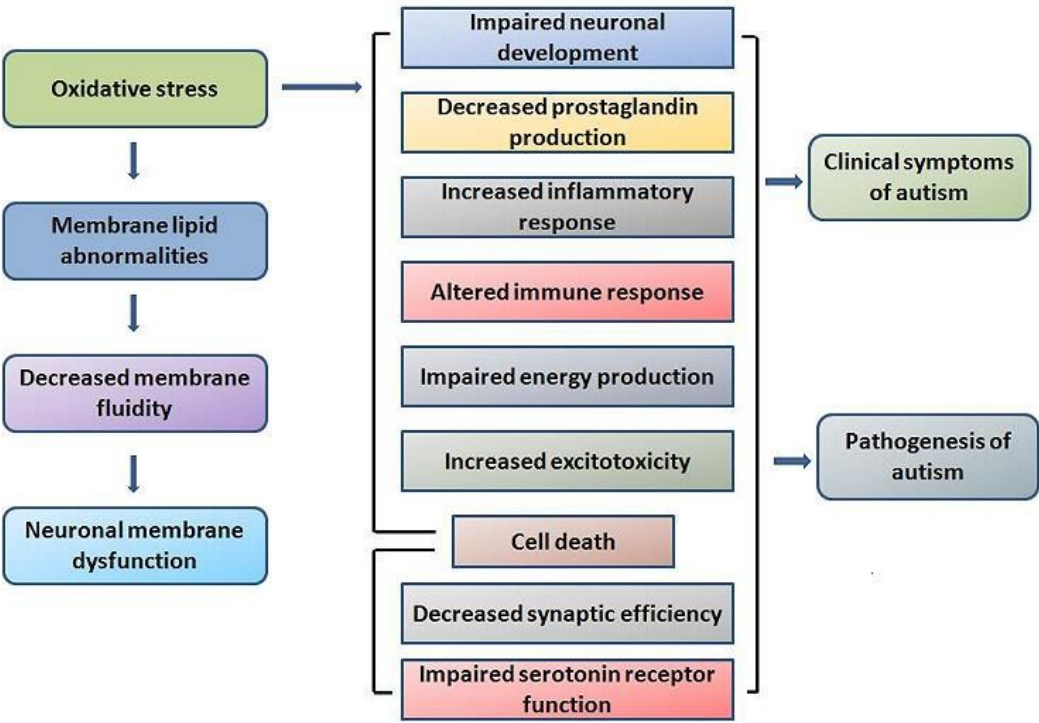 Oxidative stress
Membrane lipid
abnormalities
Decreased membrane
fluidity
Neuronal membrane
dysfunction
Impaired neuronal
development
Decreased prostaglandin
production
Increased inflammatory
response
Altered immune response
Impaired energy production
Increased excitotoxicity
Cell death
Decreased synaptic efficiency
Impaired serotonin receptor
function
Clinical symptoms
of autism
Pathogenesis of
autism